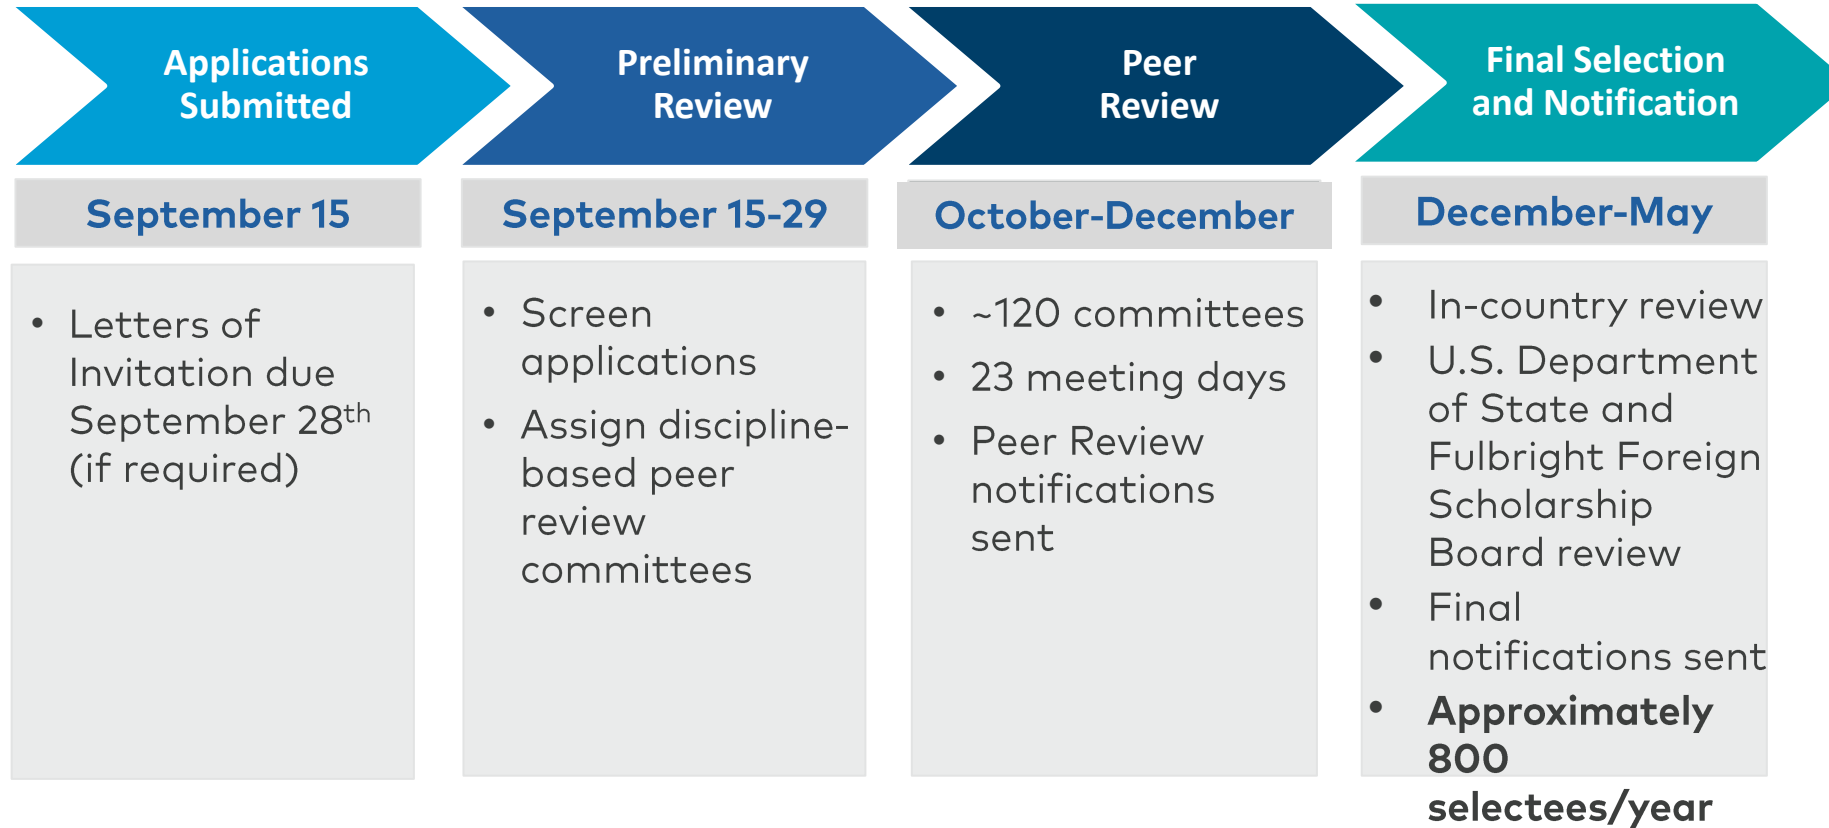 Applications
Submitted
Preliminary
Review
Peer
Review
Final Selection
and Notification
September 15
September 15-29
October-December
December-May
• Letters of
Invitation due
September 28th
(if required)
• Screen
applications
• Assign discipline-
based peer
review
committees
• ~120 committees
• 23 meeting days
• Peer Review
notifications
sent
• In-country review
• U.S. Department
of State and
Fulbright Foreign
Scholarship
Board review
• Final
notifications sent
• Approximately
800
selectees/year